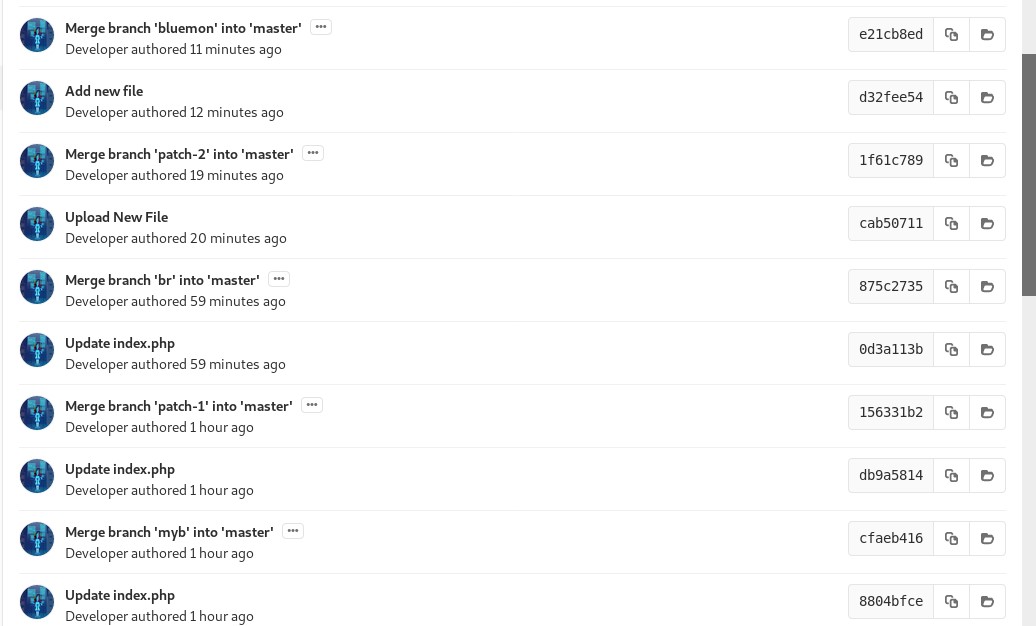 Merge branch 'bluemon' into 'master' •••
Developer authored 11 minutes ago
e21cb8ed
Add new file
Developer authored 12 minutes ago
d32fee54
Merge branch 'patch-2' into 'master' •••
Developer authored 19 minutes ago
1f61c789
Upload New File
Developer authored 20 minutes ago
cab50711
Merge branch 'br' into 'master' •••
Developer authored 59 minutes ago
875c2735
Update index.php
Developer authored 59 minutes ago
0d3a113b
Merge branch 'patch-1' into 'master' •••
Developer authored 1 hour ago
156331b2
Update index.php
Developer authored 1 hour ago
db9a5814
Merge branch 'myb' into 'master' •••
Developer authored 1 hour ago
cfaeb416
Update index.php
Developer authored 1 hour ago
8804bfce